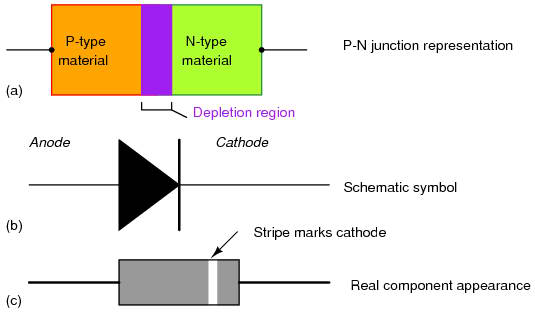 P-type
material
N-type
material
P-N junction representation
(a)
Depletion region
Anode
Cathode
Schematic symbol
(b)
Stripe marks cathode
Real component appearance
(c)